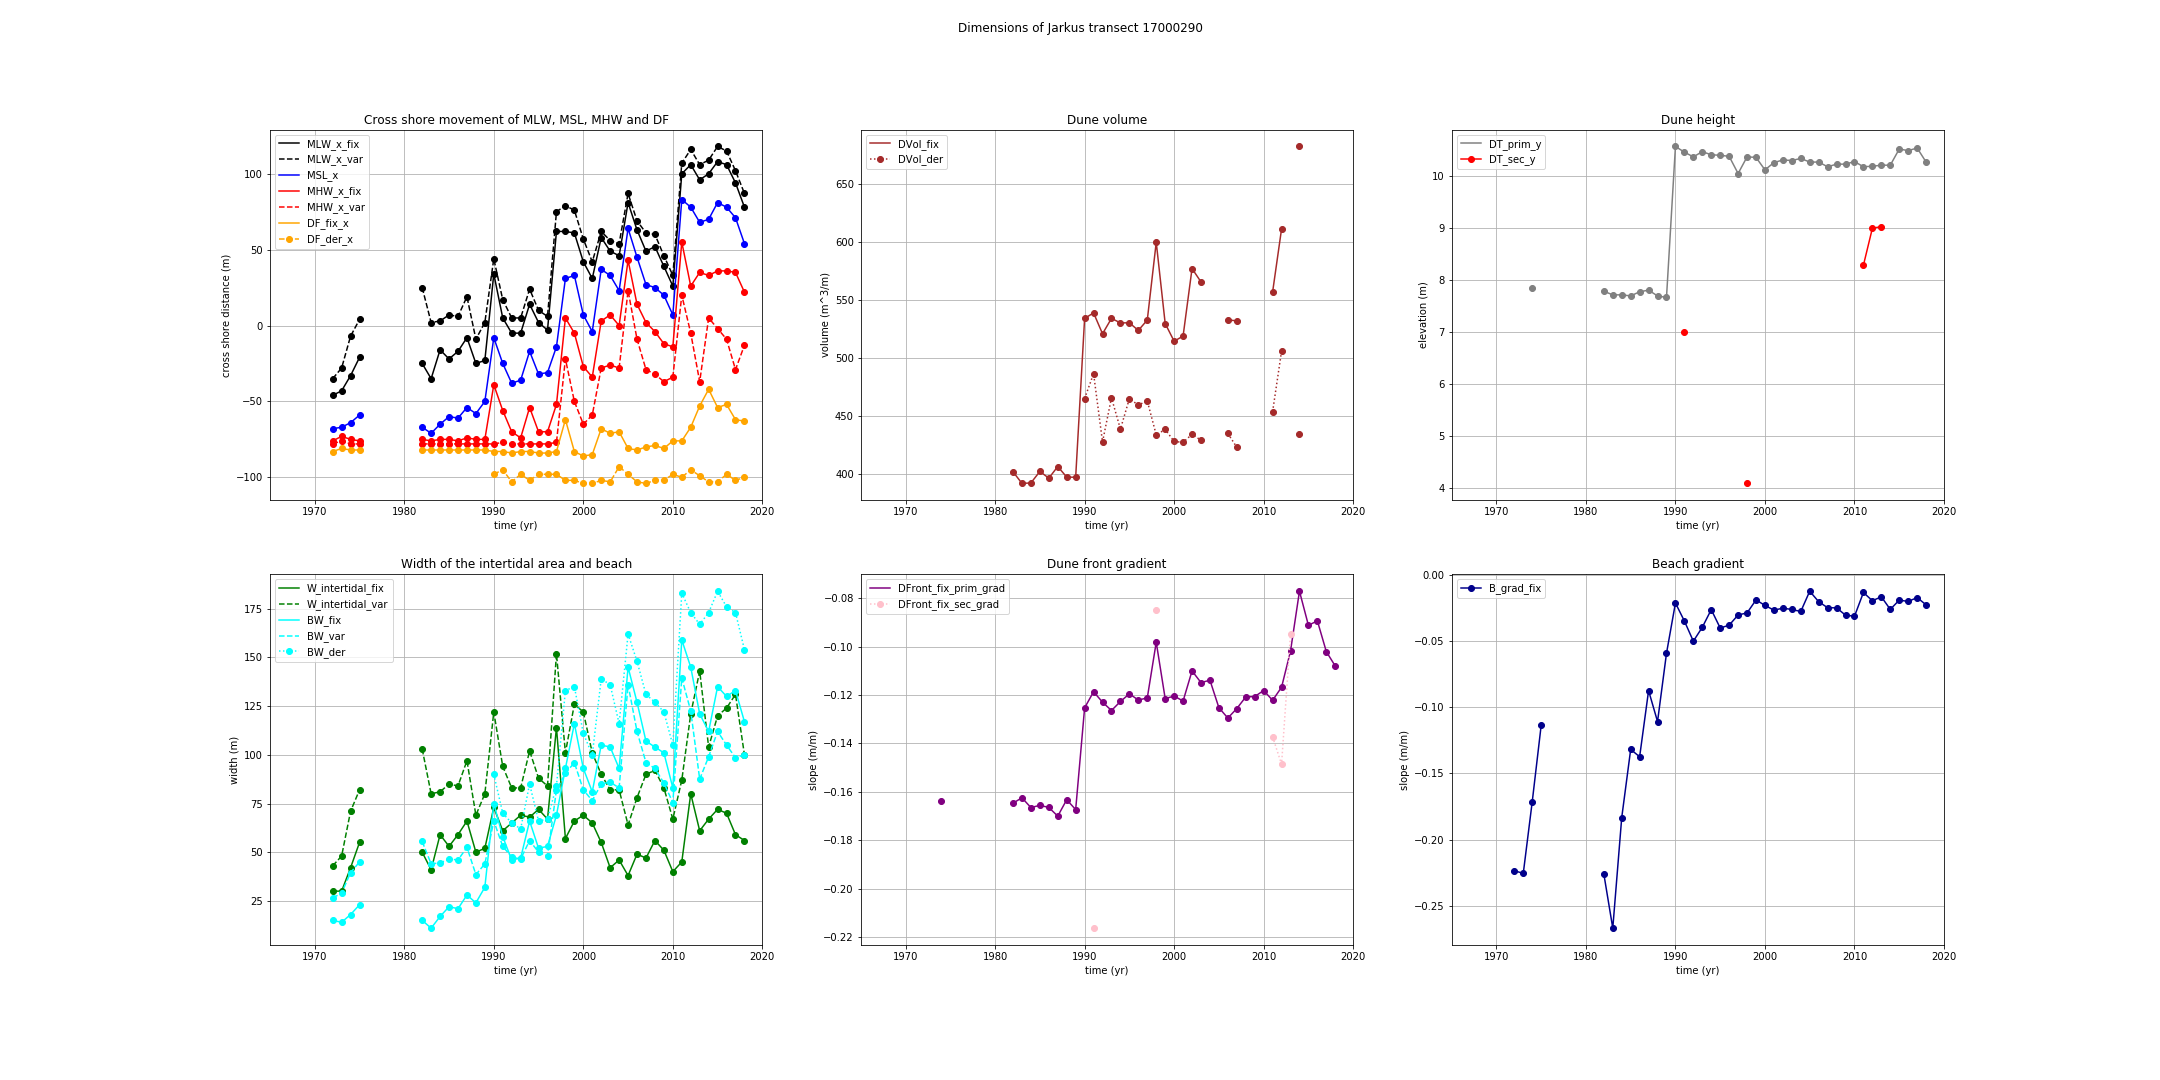 Dimensions of Jarkus transect 17000290
Cross shore movement of MLW, MSL, MHW and DF
cross shore distance (m)
100
50
0
−50
−100
MLW_x_fix
MLW_x_var
MSL_x
MHW_x_fix
MHW_x_var
DF_fix_x
DF_der_x
1970 1980 1990 2000 2010 2020
time (yr)
Dune volume
volume (m^3/m)
650
600
550
500
450
400
DVol_fix
DVol_der
1970 1980 1990 2000 2010 2020
time (yr)
Dune height
elevation (m)
10
9
8
7
6
5
4
DT_prim_y
DT_sec_y
1970 1980 1990 2000 2010 2020
time (yr)
Width of the intertidal area and beach
width (m)
175
150
125
100
75
50
25
W_intertidal_fix
W_intertidal_var
BW_fix
BW_var
BW_der
1970 1980 1990 2000 2010 2020
time (yr)
Dune front gradient
slope (m/m)
−0.08
−0.10
−0.12
−0.14
−0.16
−0.18
−0.20
−0.22
DFront_fix_prim_grad
DFront_fix_sec_grad
1970 1980 1990 2000 2010 2020
time (yr)
Beach gradient
slope (m/m)
0.00
−0.05
−0.10
−0.15
−0.20
−0.25
B_grad_fix
1970 1980 1990 2000 2010 2020
time (yr)